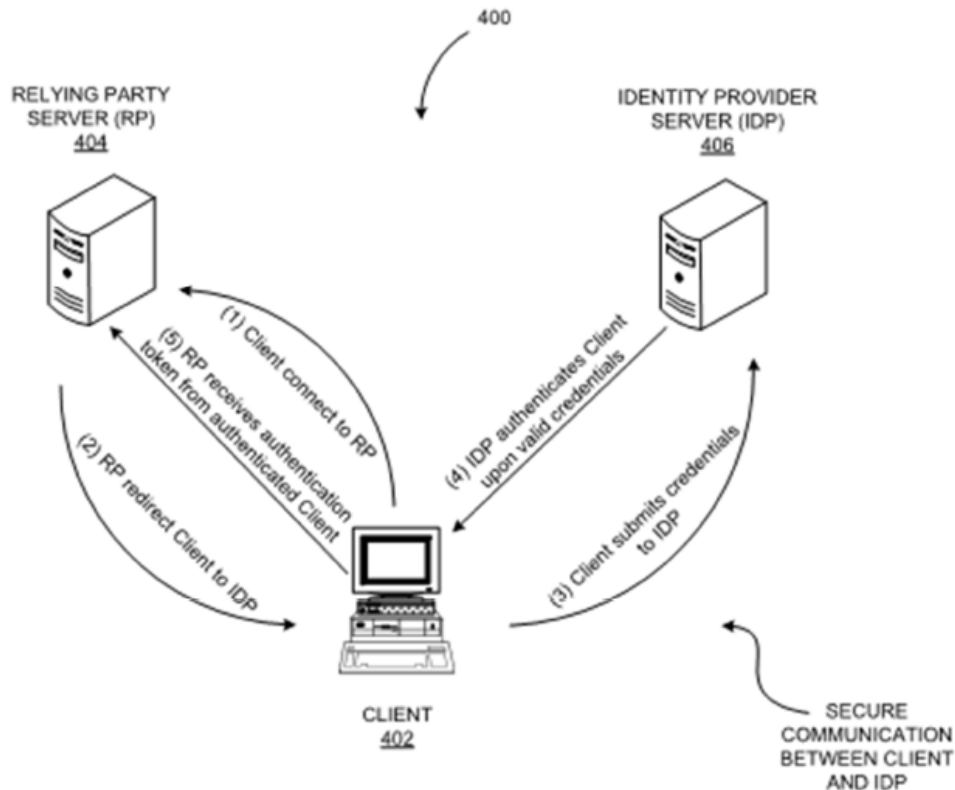 400
RELYING PARTY
SERVER (RP)
404
IDENTITY PROVIDER
SERVER (IDP)
406
(1) Client connect to RP
(5) RP receives authentication
token from authenticated Client
(2) RP redirect Client to IDP
(4) IDP authenticates Client
upon valid credentials
(3) Client submits credentials
to IDP
CLIENT
402
SECURE
COMMUNICATION
BETWEEN CLIENT
AND IDP